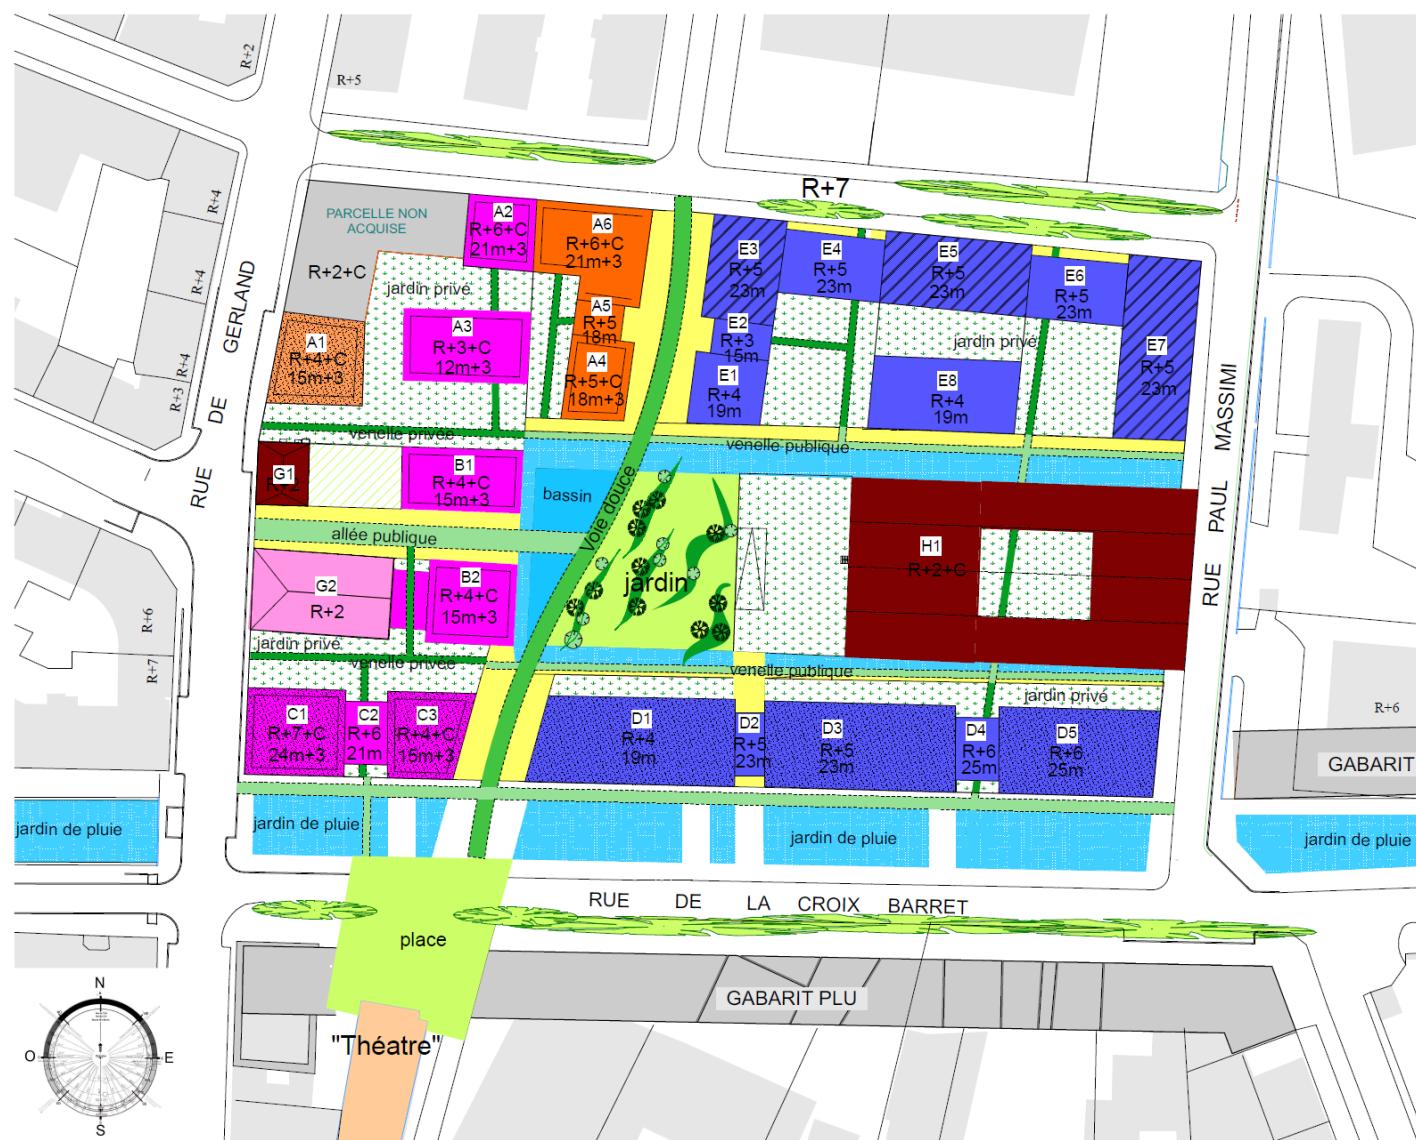 R+2
R+5
R+4
R+4
R+4
R+3
R+6
R+7
R+7
PARCELLE NON
ACQUISE
R+2+C
RUE DE GERLAND
A2
R+6+C
21m+3
A6
R+6+C
21m+3
jardin privé
A1
R+4+C
15m+3
A3
R+3+C
12m+3
A5
R+5
18m
A4
R+5+C
18m+3
E3
R+5
23m
E4
R+5
23m
E5
R+5
23m
E6
R+5
23m
E2
R+3
15m
E1
R+4
19m
jardin privé
E8
R+4
19m
E7
R+5
23m
RUE PAUL MASSIMI
venelle privée
venelle publique
G1
R+2
B1
R+4+C
15m+3
bassin
Voie douce
allée publique
jardin
H1
R+2+C
G2
R+2
B2
R+4+C
15m+3
jardin privé
venelle privée
venelle publique
jardin privé
C1
R+7+C
24m+3
C2
R+6
21m
C3
R+4+C
15m+3
D1
R+4
19m
D2
R+5
23m
D3
R+5
23m
D4
R+6
25m
D5
R+6
25m
R+6
GABARIT
jardin de pluie
jardin de pluie
jardin de pluie
jardin de pluie
RUE DE LA CROIX BARRET
place
GABARIT PLU
"Théatre"
N
O
E
S